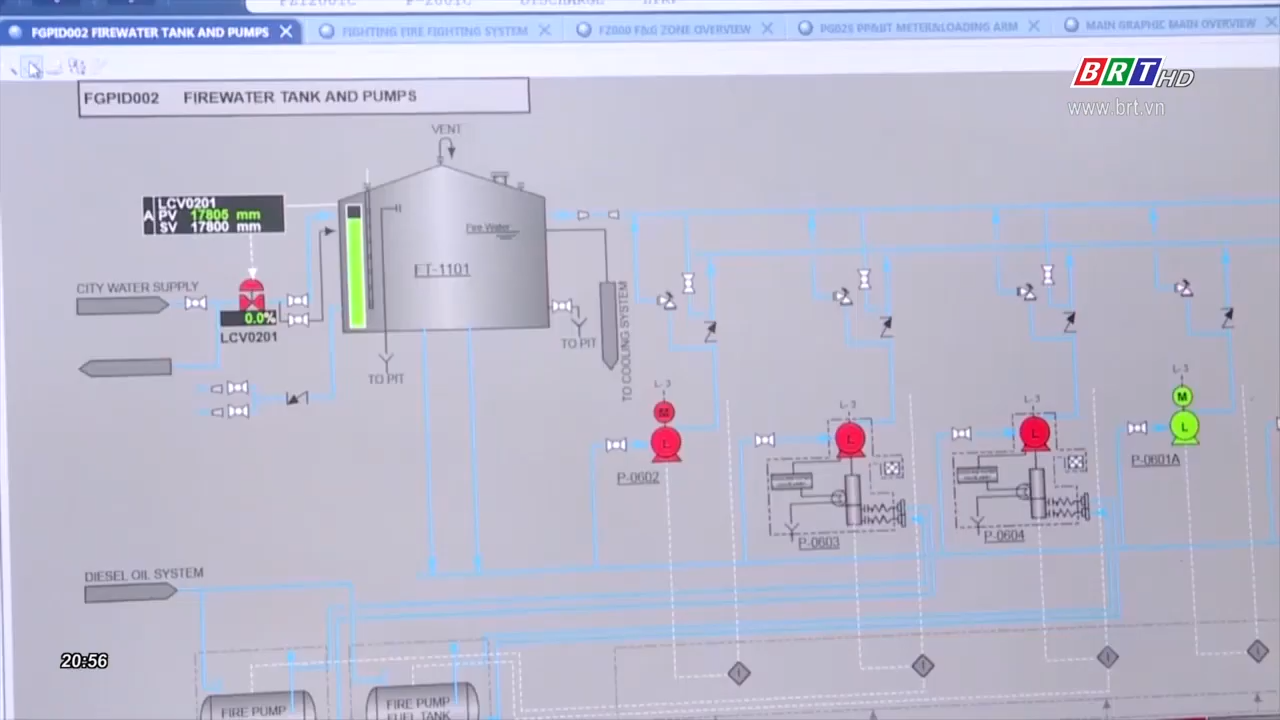 FGPID002 FIREWATER TANK AND PUMPS
FIGHTING FIRE FIGHTING SYSTEM
FZ000 F&G ZONE OVERVIEW
MAIN GRAPHIC MAIN OVERVIEW
BRT HD
www.brt.vn
FGPID002 FIREWATER TANK AND PUMPS
VENT
LCV0201
A PV 17805 mm
SV 17800 mm
Fire Water
FT-1101
CITY WATER SUPPLY
0.0%
LCV0201
TO PIT
TO PIT
TO COOLING SYSTEM
L-3
M
L
P-0602
L-3
L
P-0603
L-3
L
P-0604
L-3
M
L
P-0601A
DIESEL OIL SYSTEM
20:56
FIRE PUMP
FIRE PUMP
FUEL TANK